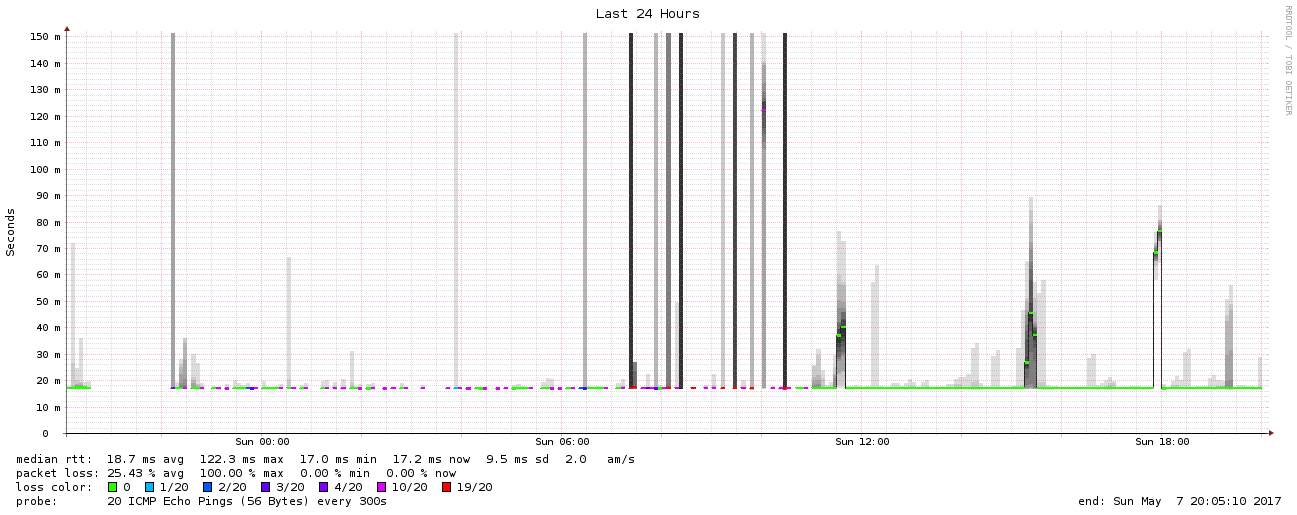 Last 24 Hours
RRDTOOL / TOBI OETIKER
Seconds
150 m
140 m
130 m
120 m
110 m
100 m
90 m
80 m
70 m
60 m
50 m
40 m
30 m
20 m
10 m
0
Sun 00:00 Sun 06:00 Sun 12:00 Sun 18:00
median rtt: 18.7 ms avg 122.3 ms max 17.0 ms min 17.2 ms now 9.5 ms sd 2.0 am/s
packet loss: 25.43 % avg 100.00 % max 0.00 % min 0.00 % now
loss color: 0 1/20 2/20 3/20 4/20 10/20 19/20
probe: 20 ICMP Echo Pings (56 Bytes) every 300s end: Sun May 7 20:05:10 2017